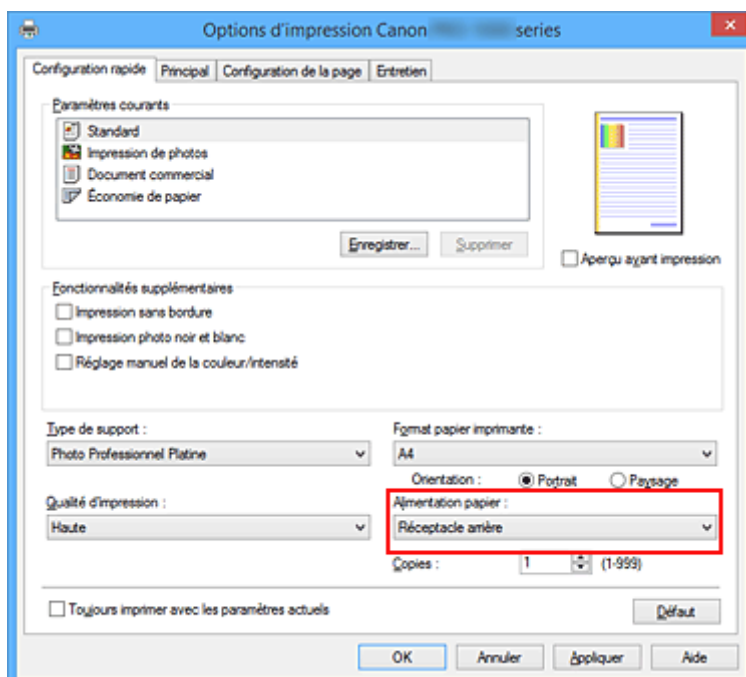 Options d'impression Canon series
Configuration rapide Principal Configuration de la page Entretien
Paramètres courants
Standard
Impression de photos
Document commercial
Économie de papier
Enregistrer... Supprimer
Aperçu avant impression
Fonctionnalités supplémentaires
Impression sans bordure
Impression photo noir et blanc
Réglage manuel de la couleur/intensité
Type de support : Format papier imprimante :
Photo Professionnel Platine A4
Orientation : Portrait Paysage
Qualité d'impression : Alimentation papier :
Haute Réceptacle arrière
Copies : 1 (1-999)
Toujours imprimer avec les paramètres actuels Défaut
OK Annuler Appliquer Aide